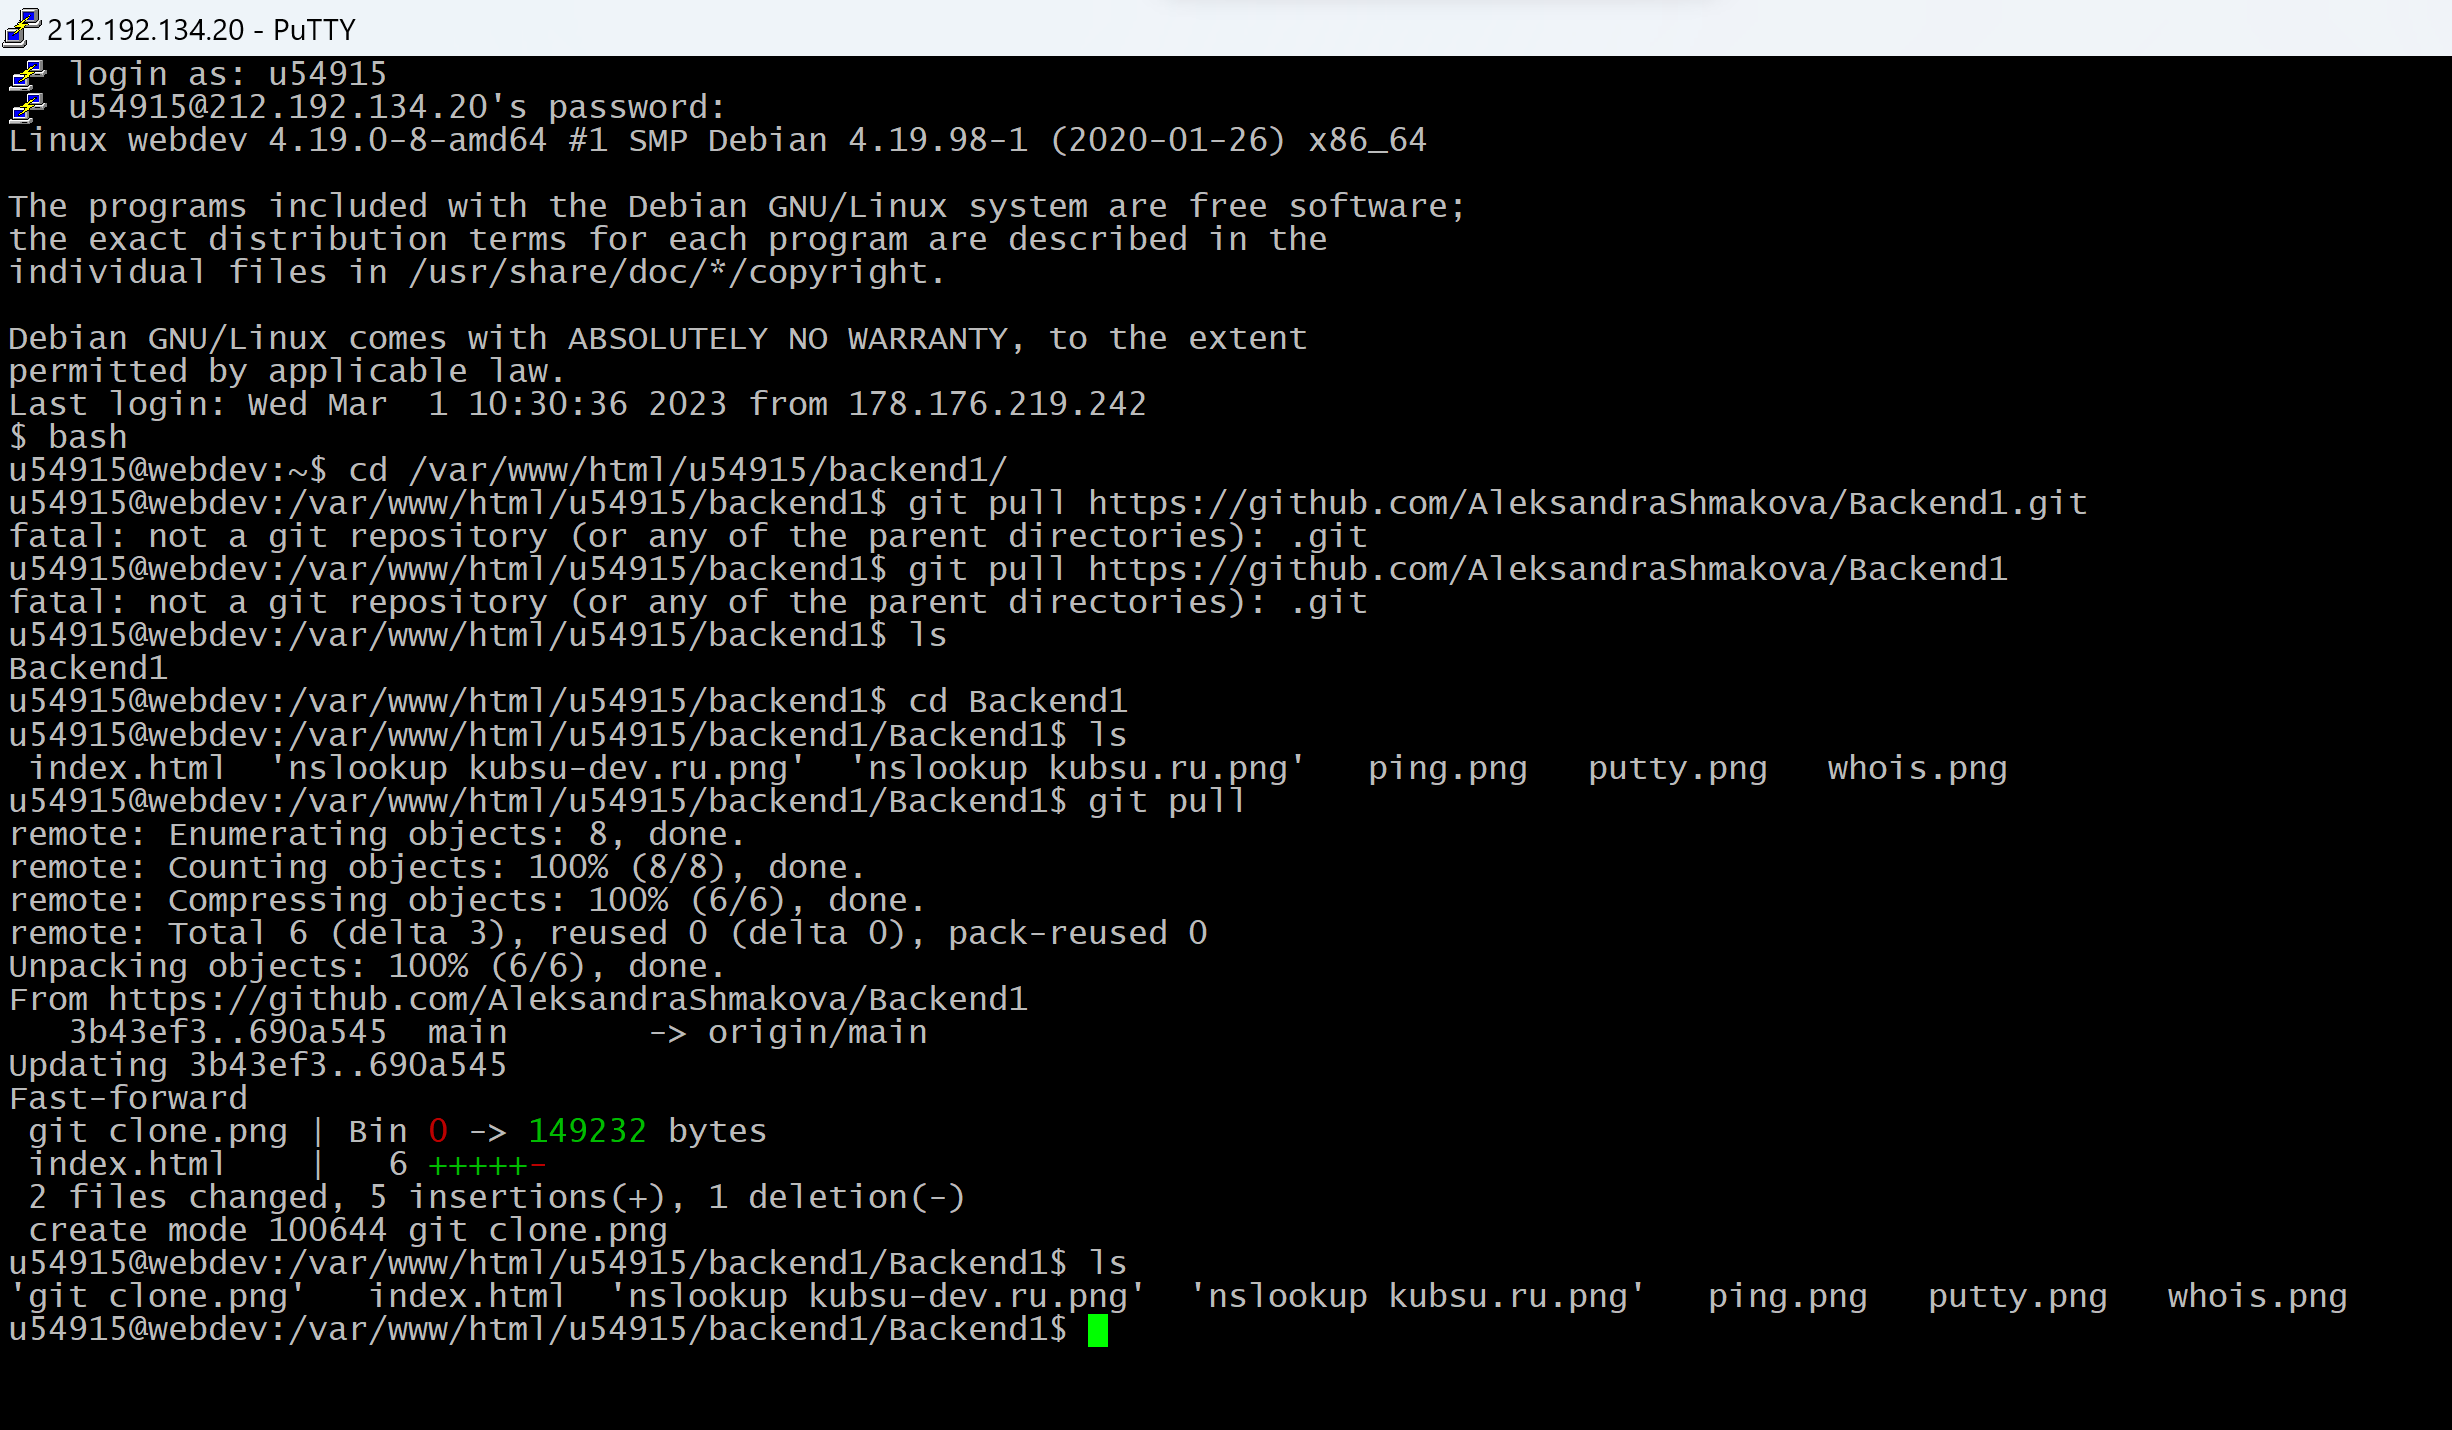 212.192.134.20 - PuTTY
login as: u54915
u54915@212.192.134.20's password:
Linux webdev 4.19.0-8-amd64 #1 SMP Debian 4.19.98-1 (2020-01-26) x86_64

The programs included with the Debian GNU/Linux system are free software;
the exact distribution terms for each program are described in the
individual files in /usr/share/doc/*/copyright.

Debian GNU/Linux comes with ABSOLUTELY NO WARRANTY, to the extent
permitted by applicable law.
Last login: Wed Mar  1 10:30:36 2023 from 178.176.219.242
$ bash
u54915@webdev:~$ cd /var/www/html/u54915/backend1/
u54915@webdev:/var/www/html/u54915/backend1$ git pull https://github.com/AleksandraShmakova/Backend1.git
fatal: not a git repository (or any of the parent directories): .git
u54915@webdev:/var/www/html/u54915/backend1$ git pull https://github.com/AleksandraShmakova/Backend1
fatal: not a git repository (or any of the parent directories): .git
u54915@webdev:/var/www/html/u54915/backend1$ ls
Backend1
u54915@webdev:/var/www/html/u54915/backend1$ cd Backend1
u54915@webdev:/var/www/html/u54915/backend1/Backend1$ ls
 index.html  'nslookup kubsu-dev.ru.png'  'nslookup kubsu.ru.png'   ping.png   putty.png   whois.png
u54915@webdev:/var/www/html/u54915/backend1/Backend1$ git pull
remote: Enumerating objects: 8, done.
remote: Counting objects: 100% (8/8), done.
remote: Compressing objects: 100% (6/6), done.
remote: Total 6 (delta 3), reused 0 (delta 0), pack-reused 0
Unpacking objects: 100% (6/6), done.
From https://github.com/AleksandraShmakova/Backend1
   3b43ef3..690a545  main       -> origin/main
Updating 3b43ef3..690a545
Fast-forward
 git clone.png | Bin 0 -> 149232 bytes
 index.html    |   6 +++++-
 2 files changed, 5 insertions(+), 1 deletion(-)
 create mode 100644 git clone.png
u54915@webdev:/var/www/html/u54915/backend1/Backend1$ ls
'git clone.png'   index.html  'nslookup kubsu-dev.ru.png'  'nslookup kubsu.ru.png'   ping.png   putty.png   whois.png
u54915@webdev:/var/www/html/u54915/backend1/Backend1$